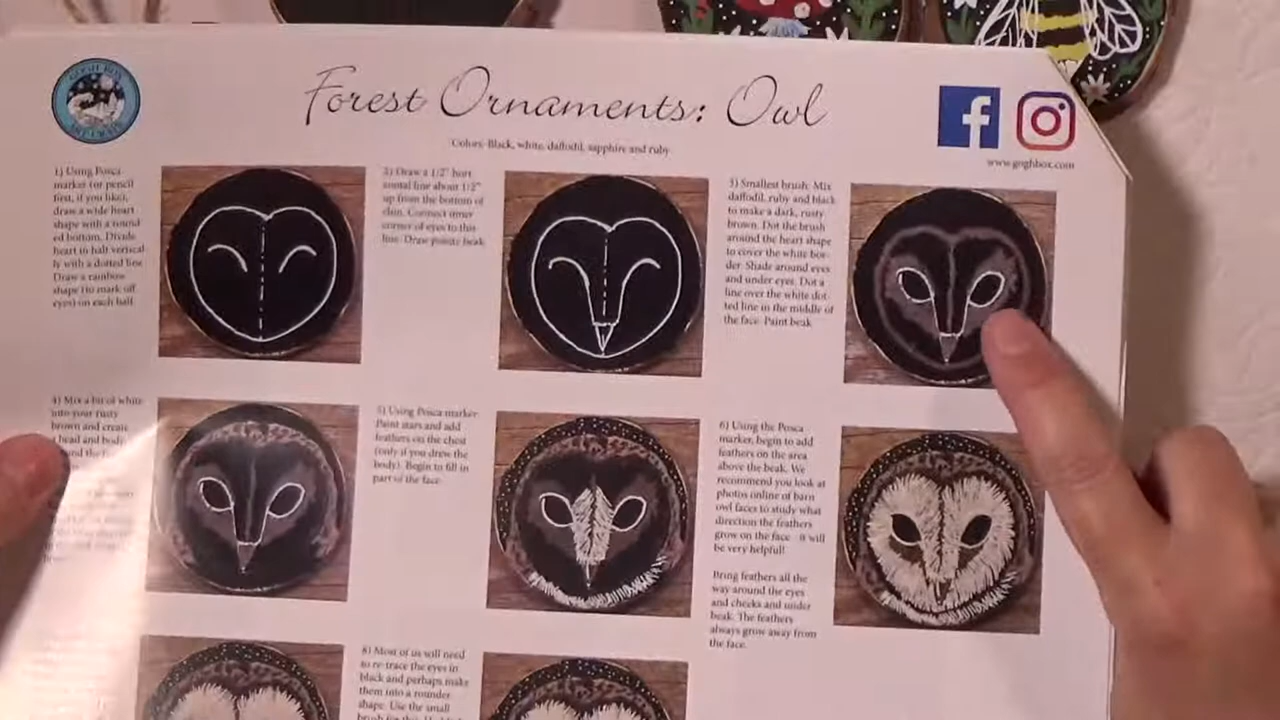 GOGH BOX
ART CRATE
Forest Ornaments: Owl
Colors: Black, white, daffodil, sapphire and ruby
www.goghbox.com
1) Using Posca
marker (or pencil
first, if you like),
draw a wide heart
shape with a round
ed bottom. Divide
heart in half vertical
ly with a dotted line
Draw a rainbow
shape (to mark off
eyes) on each half.
2) Draw a 1/2" hori
zontal line about 1/2"
up from the bottom of
chin. Connect inner
corner of eyes to this
line. Draw pointy beak
3) Smallest brush: Mix
daffodil, ruby and black
to make a dark, rusty
brown. Dot the brush
around the heart shape
to cover the white bor-
der. Shade around eyes
and under eyes. Dot a
line over the white dot-
ted line in the middle of
the face. Paint beak
4) Mix a bit of white
into your rusty
brown and create
head and body
5) Using Posca marker
Paint stars and add
feathers on the chest
(only if you drew the
body). Begin to fill in
part of the face
6) Using the Posca
marker, begin to add
feathers on the area
above the beak. We
recommend you look at
photos online of barn
owl faces to study what
direction the feathers
grow on the face - it will
be very helpful!
Bring feathers all the
way around the eyes
and cheeks and under
beak. The feathers
always grow away from
the face.
8) Most of us will need
to re-trace the eyes in
black and perhaps make
them into a rounder
shape. Use the small